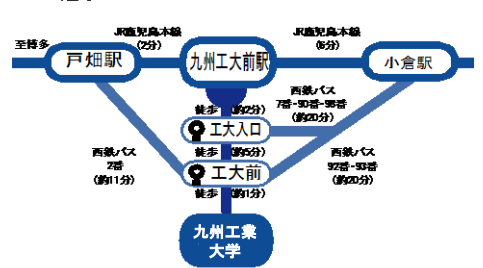 至博多
JR鹿児島本線
(2分)
JR鹿児島本線
(6分)
戸畑駅
九州工大前駅
小倉駅
徒歩 (約2分)
西鉄バス
7番・90番・98番
(約20分)
工大入口
徒歩 (約5分)
西鉄バス
2番
(約11分)
西鉄バス
92番・93番
(約20分)
工大前
徒歩 (約1分)
九州工業
大学